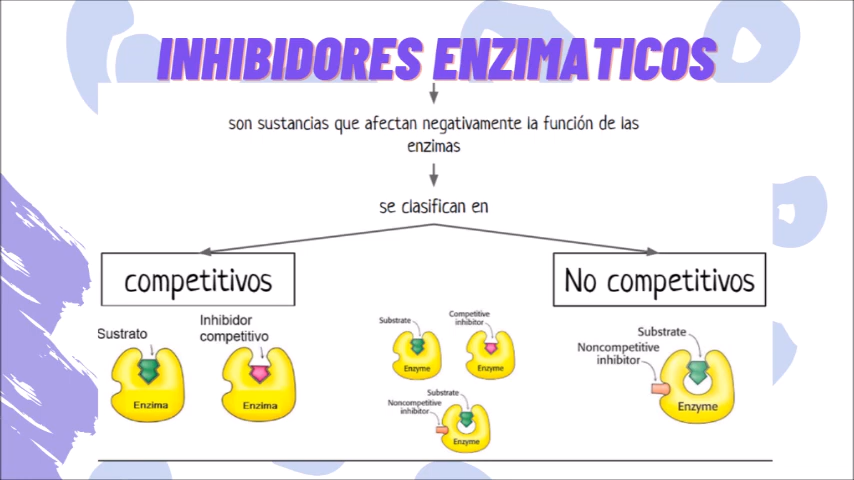 INHIBIDORES ENZIMATICOS
son sustancias que afectan negativamente la función de las
enzimas
se clasifican en
competitivos
No competitivos
Sustrato
Inhibidor
competitivo
Enzima
Enzima
Substrate
Competitive
inhibitor
Enzyme
Enzyme
Substrate
Noncompetitive
inhibitor
Enzyme
Substrate
Noncompetitive
inhibitor
Enzyme